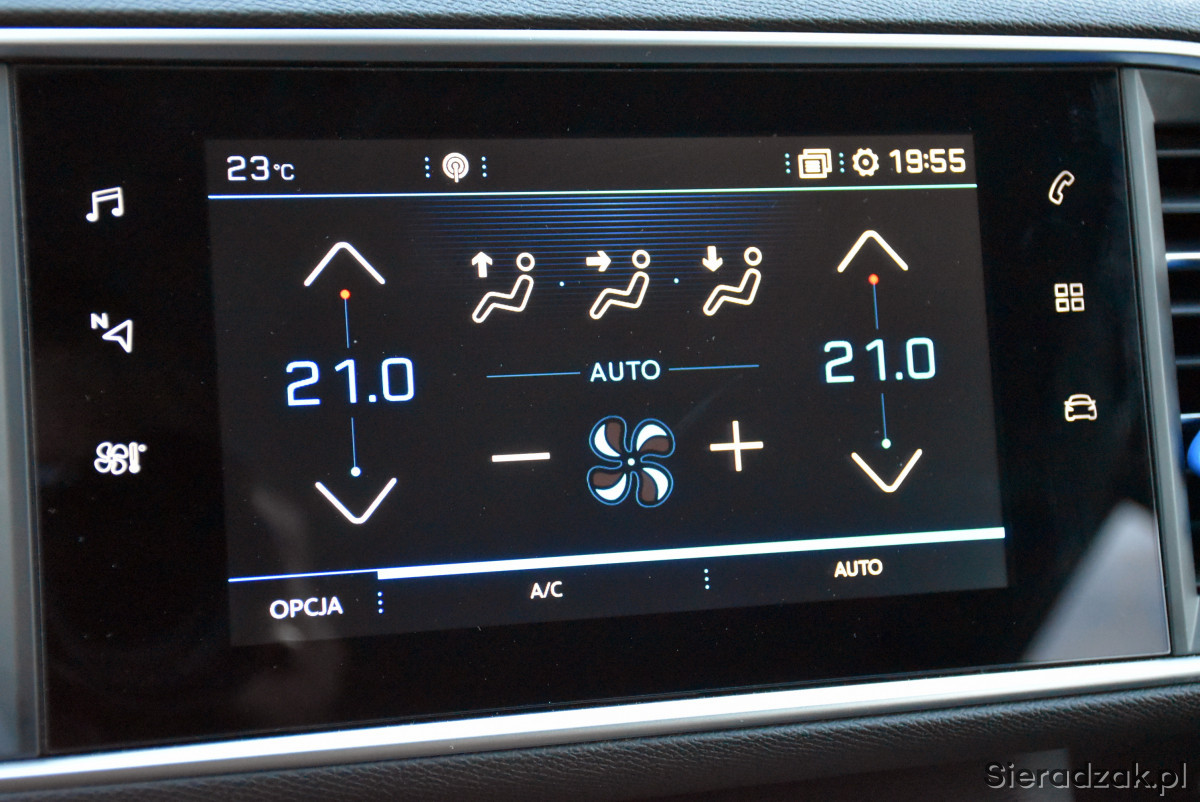 23°C
19:55
N
21.0
21.0
AUTO
OPCJA
A/C
AUTO
Sieradzak.pl